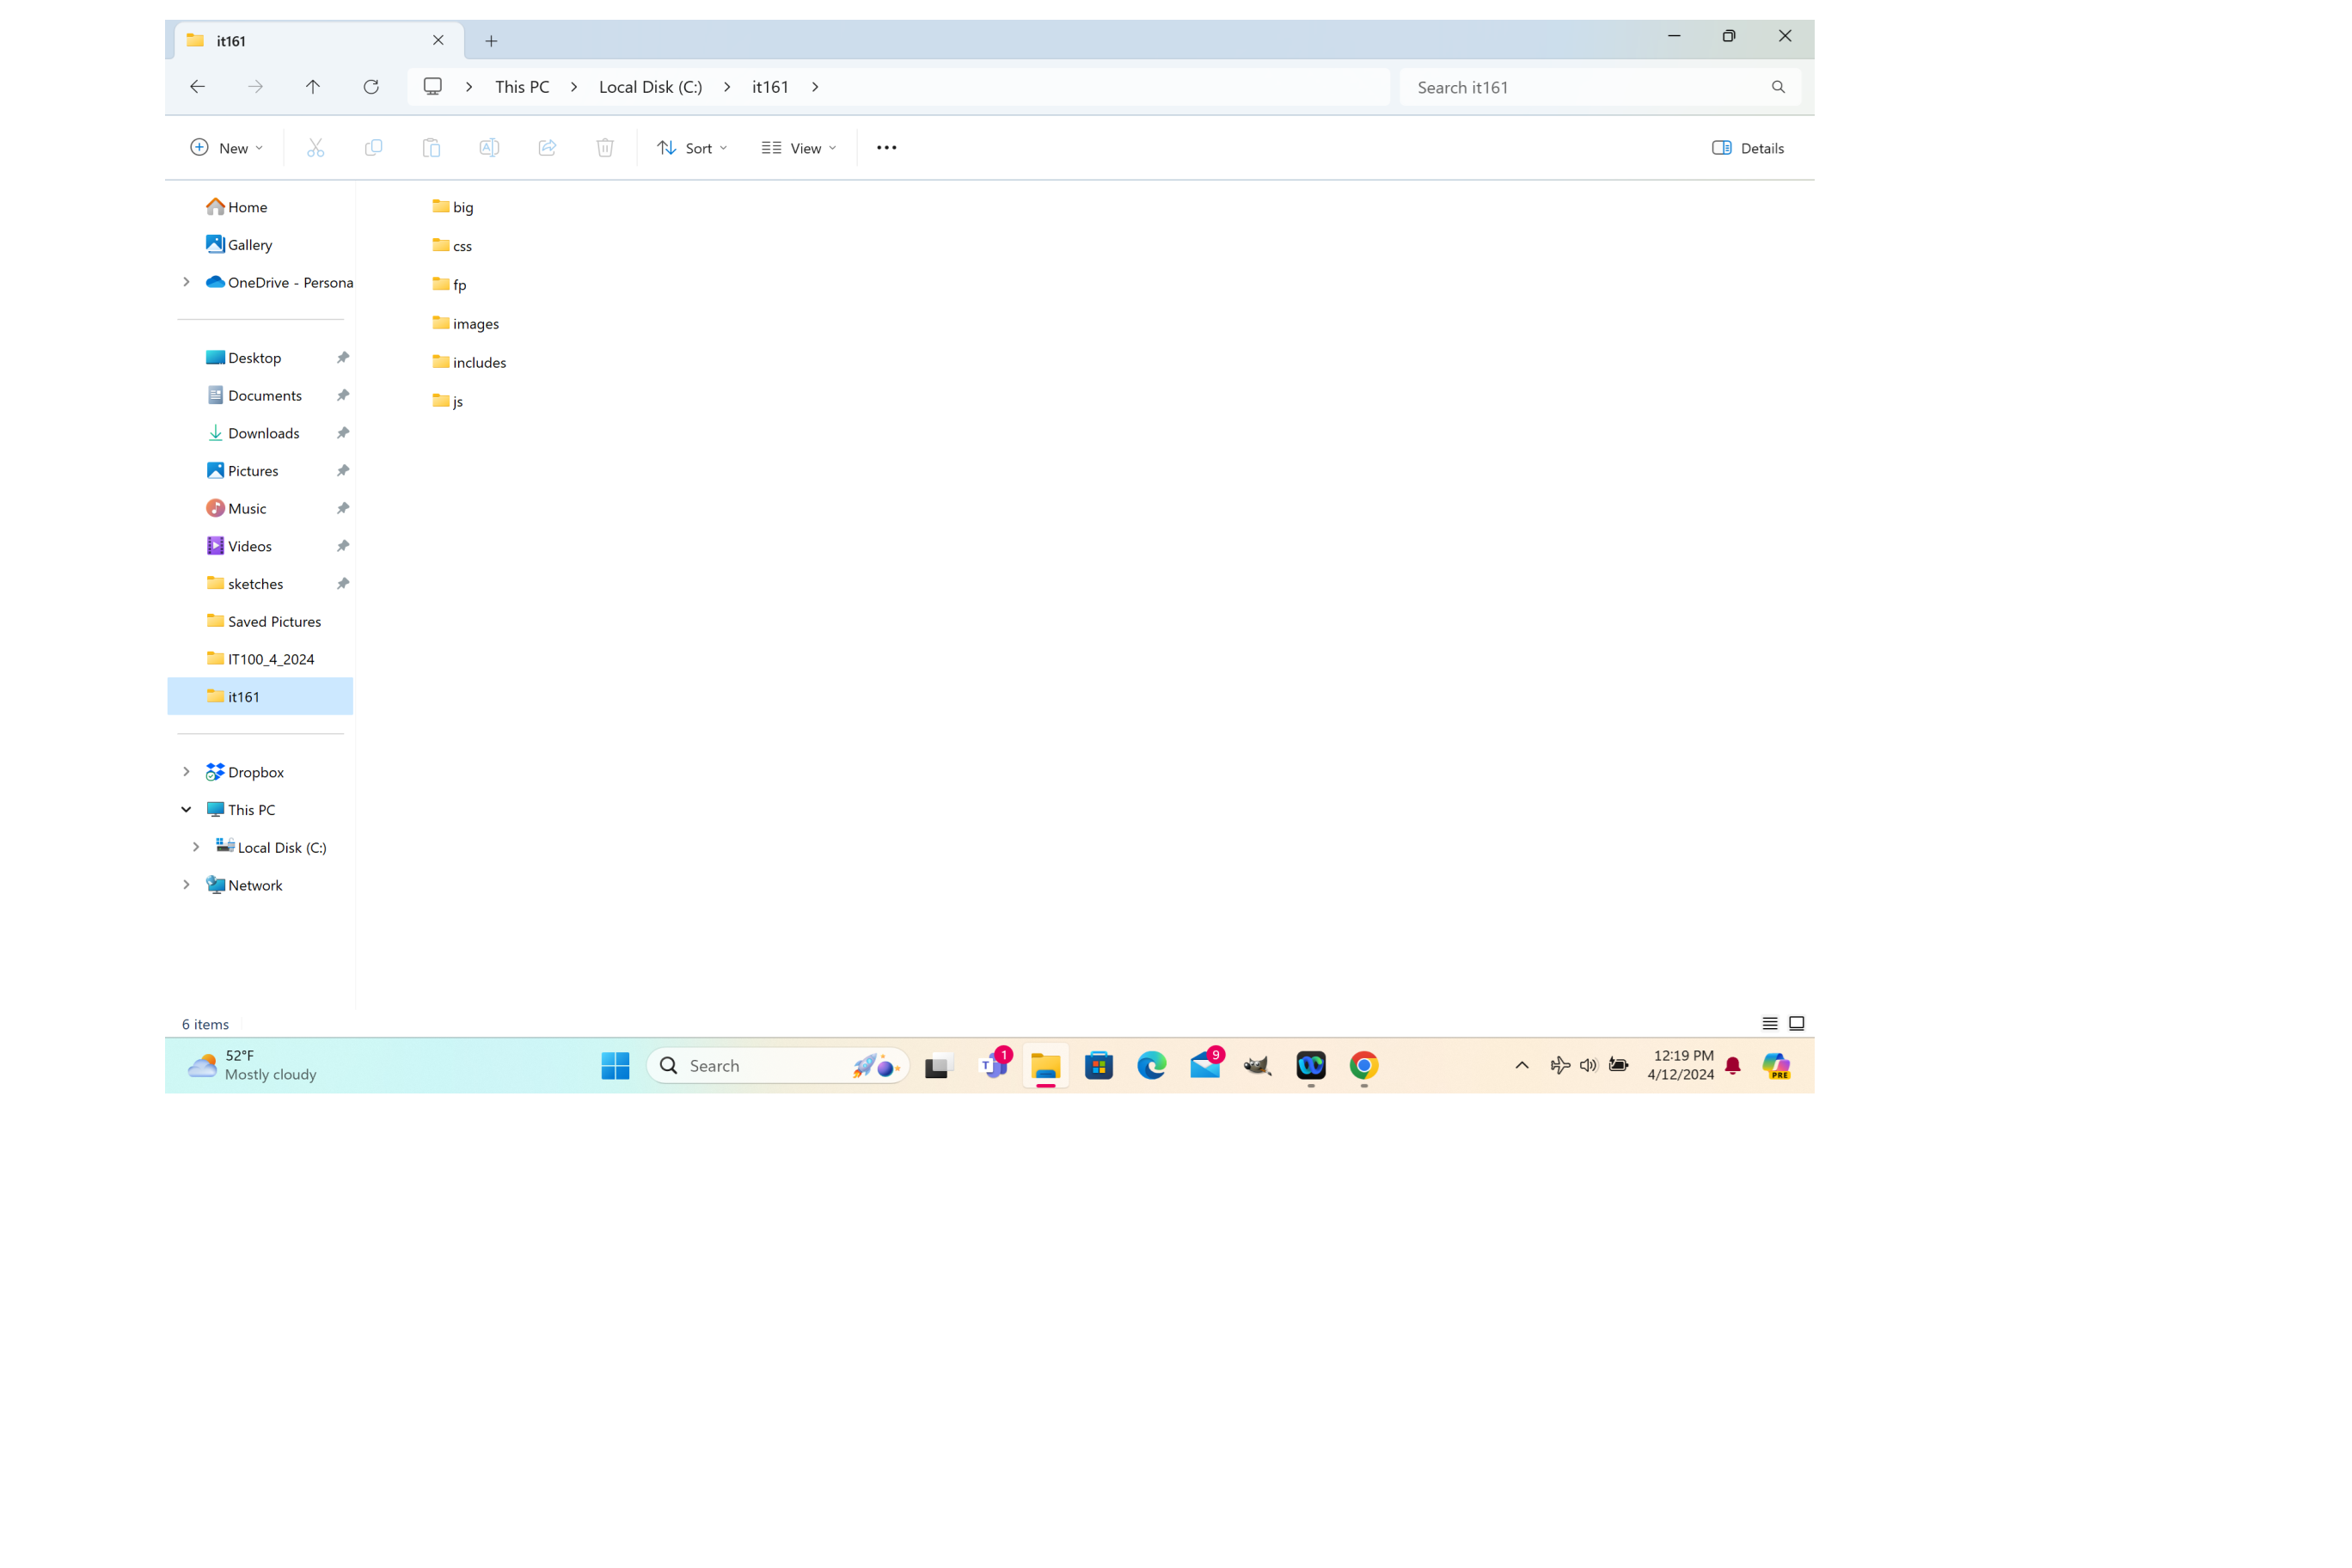 it161
This PC > Local Disk (C:) > it161 >
Search it161
New
Sort
View
Details
Home
Gallery
OneDrive - Persona
Desktop
Documents
Downloads
Pictures
Music
Videos
sketches
Saved Pictures
IT100_4_2024
it161
Dropbox
This PC
Local Disk (C:)
Network
big
css
fp
images
includes
js
6 items
52°F
Mostly cloudy
Search
T
1
9
12:19 PM
4/12/2024
PRE